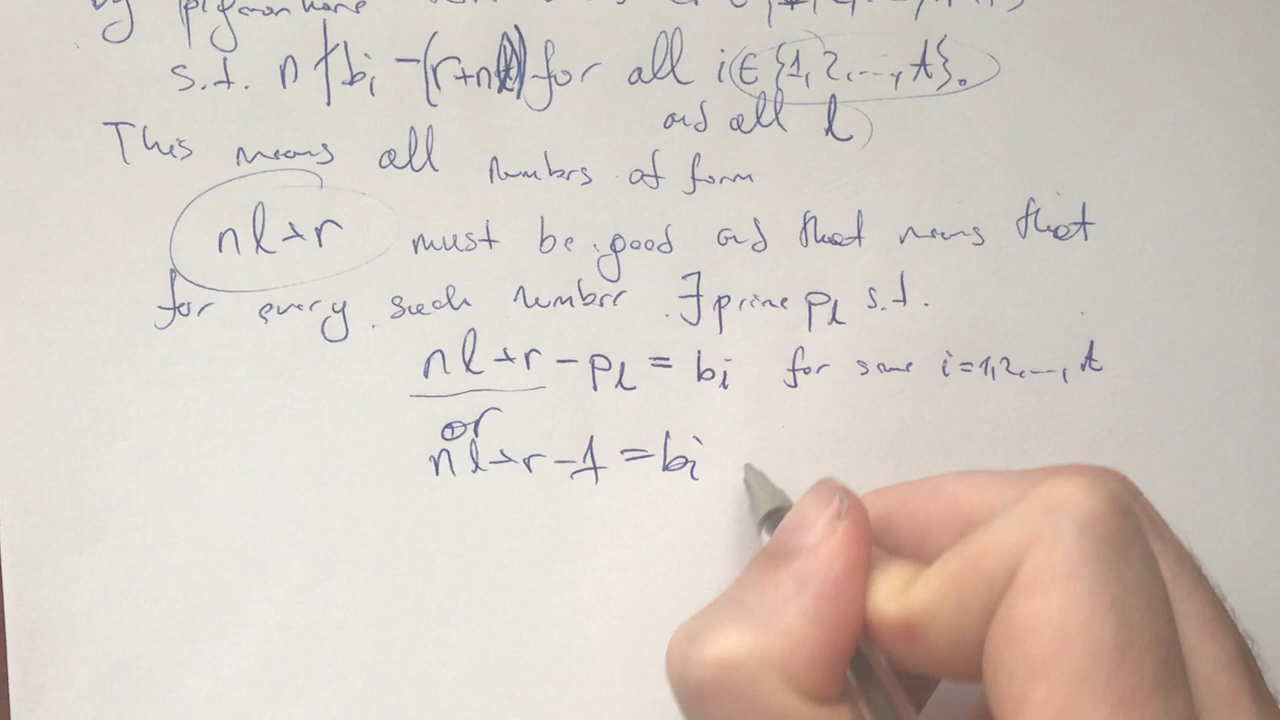 by pigeonhole
s.t. n ∤ bᵢ - (r+nl) for all i ∈ {1,2,...,t}.
and all l
This means all numbers of form
nl+r must be good and that means that
for every such number ∃ prime pₗ s.t.
nl+r - pₗ = bᵢ for some i=1,2,...,t
or
nl+r-1 = bᵢ